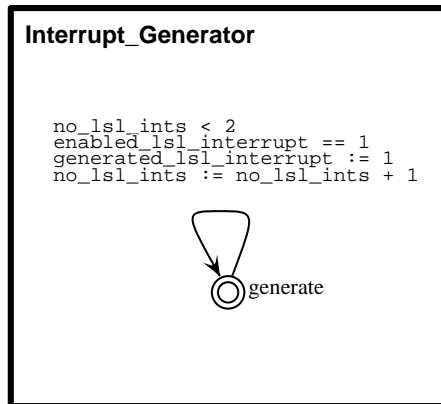 Interrupt_Generator
no_lsl_ints < 2
enabled_lsl_interrupt == 1
generated_lsl_interrupt := 1
no_lsl_ints := no_lsl_ints + 1
generate